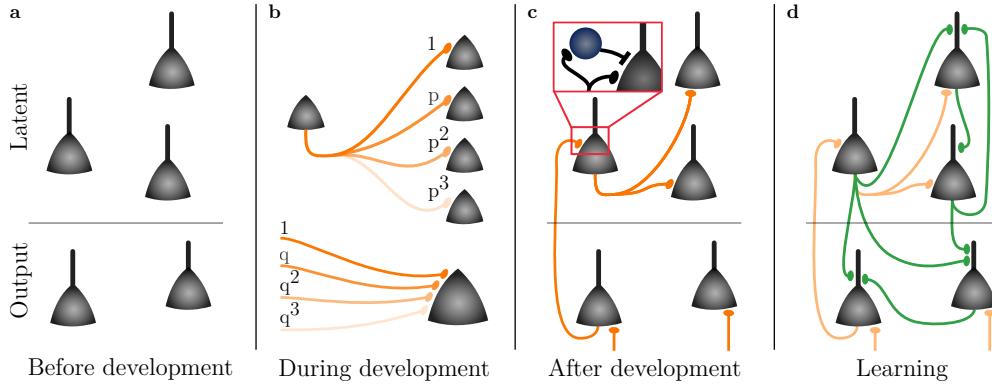 a
b
c
d
Latent
Output
1
p
p²
p³
1
q
q²
q³
Before development
During development
After development
Learning